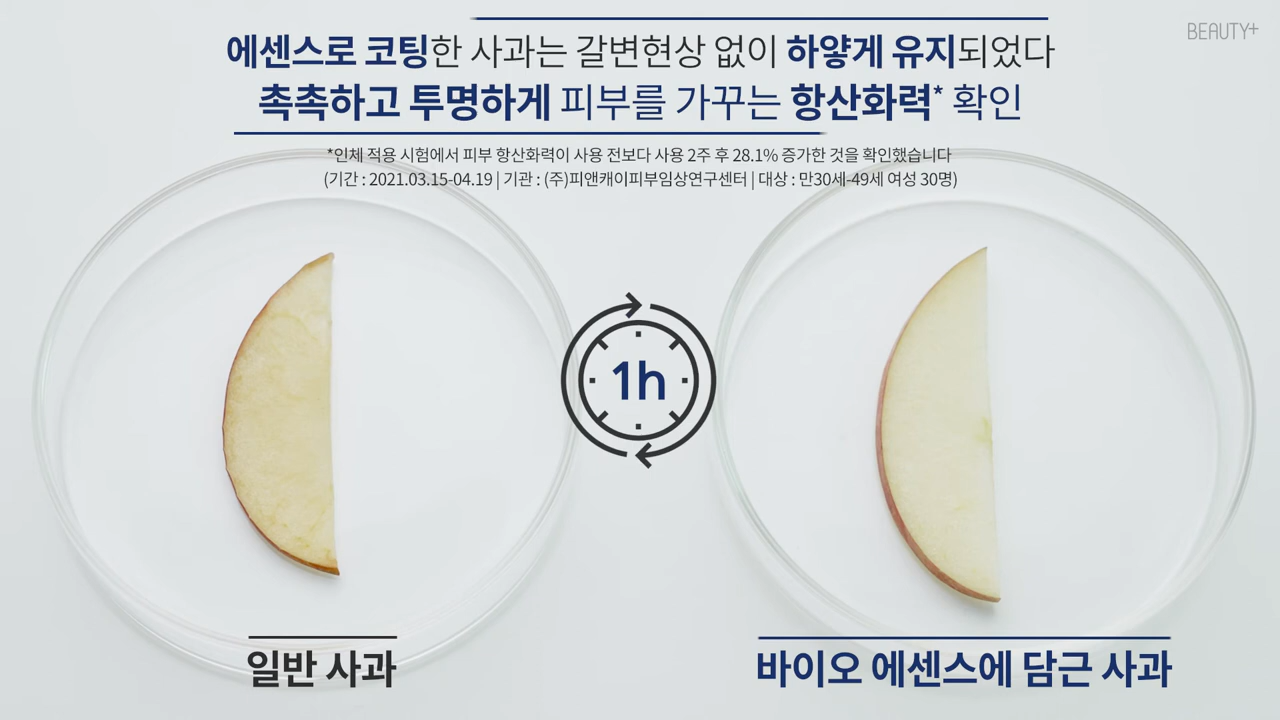 에센스로 코팅한 사과는 갈변현상 없이 하얗게 유지되었다
BEAUTY+
촉촉하고 투명하게 피부를 가꾸는 항산화력* 확인
*인체 적용 시험에서 피부 항산화력이 사용 전보다 사용 2주 후 28.1% 증가한 것을 확인했습니다
(기간 : 2021.03.15-04.19 | 기관 : (주)피앤캐이피부임상연구센터 | 대상 : 만30세-49세 여성 30명)
1h
일반 사과
바이오 에센스에 담근 사과